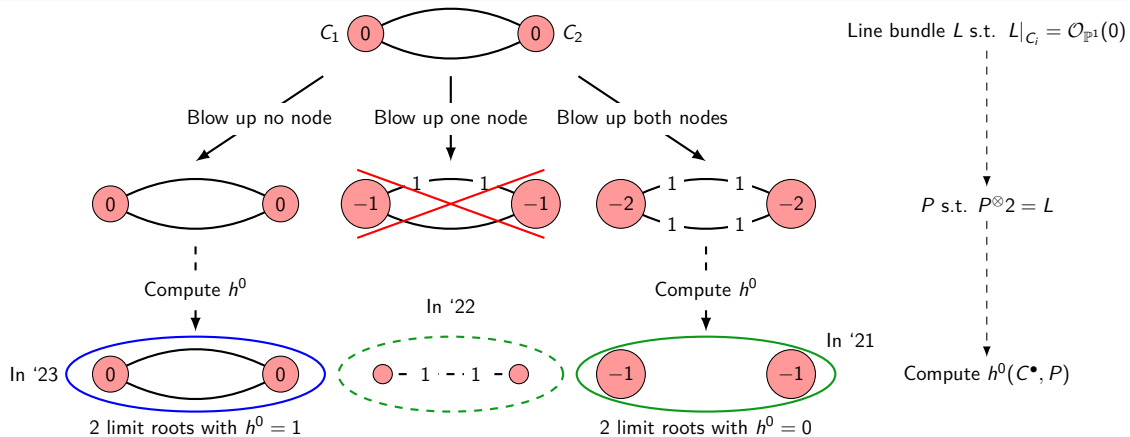 C₁ 0 0 C₂
Line bundle L s.t. L|_{C_i} = 𝒪_{ℙ¹}(0)
Blow up no node
Blow up one node
Blow up both nodes
0 0
−1 1 1 −1
−2 1 1 1 1 −2
P s.t. P^⊗2 = L
Compute h⁰
Compute h⁰
In ‘22
In ‘23
0 0
1 1
−1 −1
In ‘21
Compute h⁰(C^•, P)
2 limit roots with h⁰ = 1
2 limit roots with h⁰ = 0